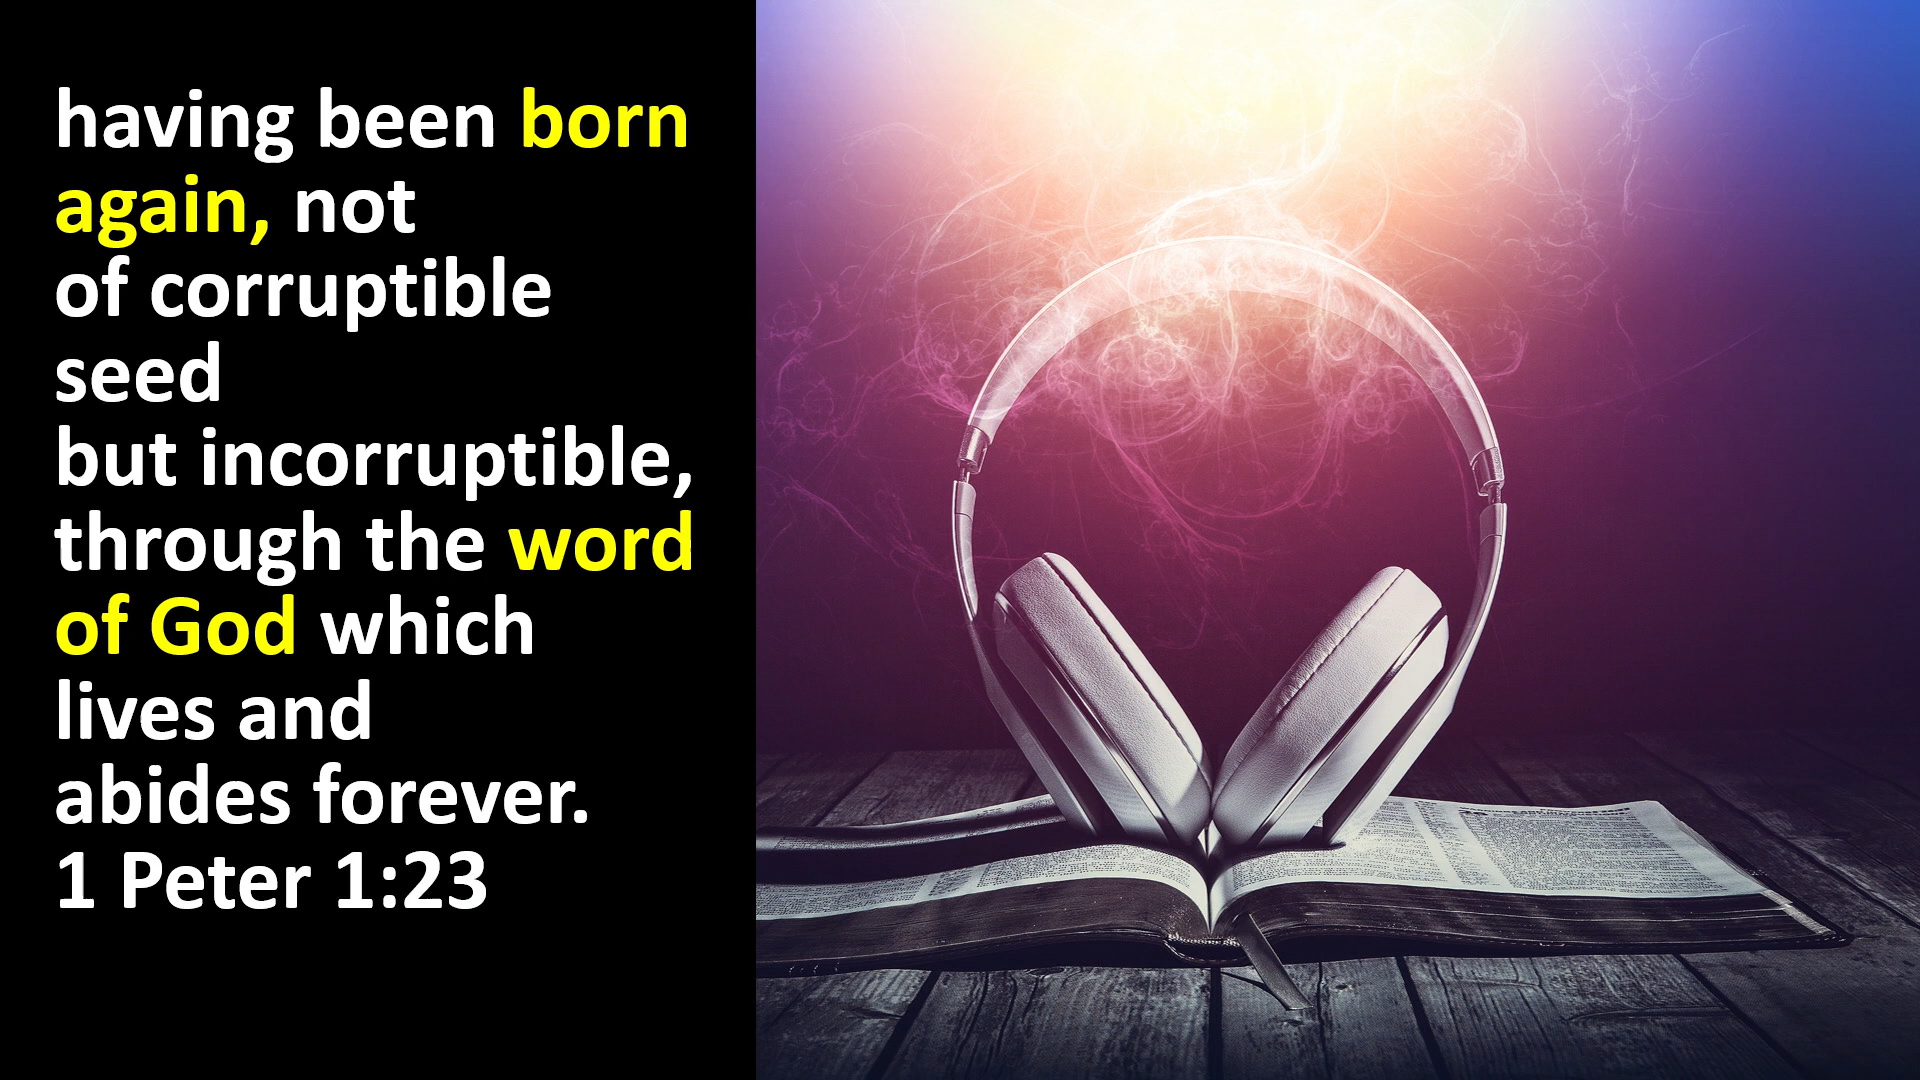 having been born
again, not
of corruptible
seed
but incorruptible,
through the word
of God which
lives and
abides forever.
1 Peter 1:23